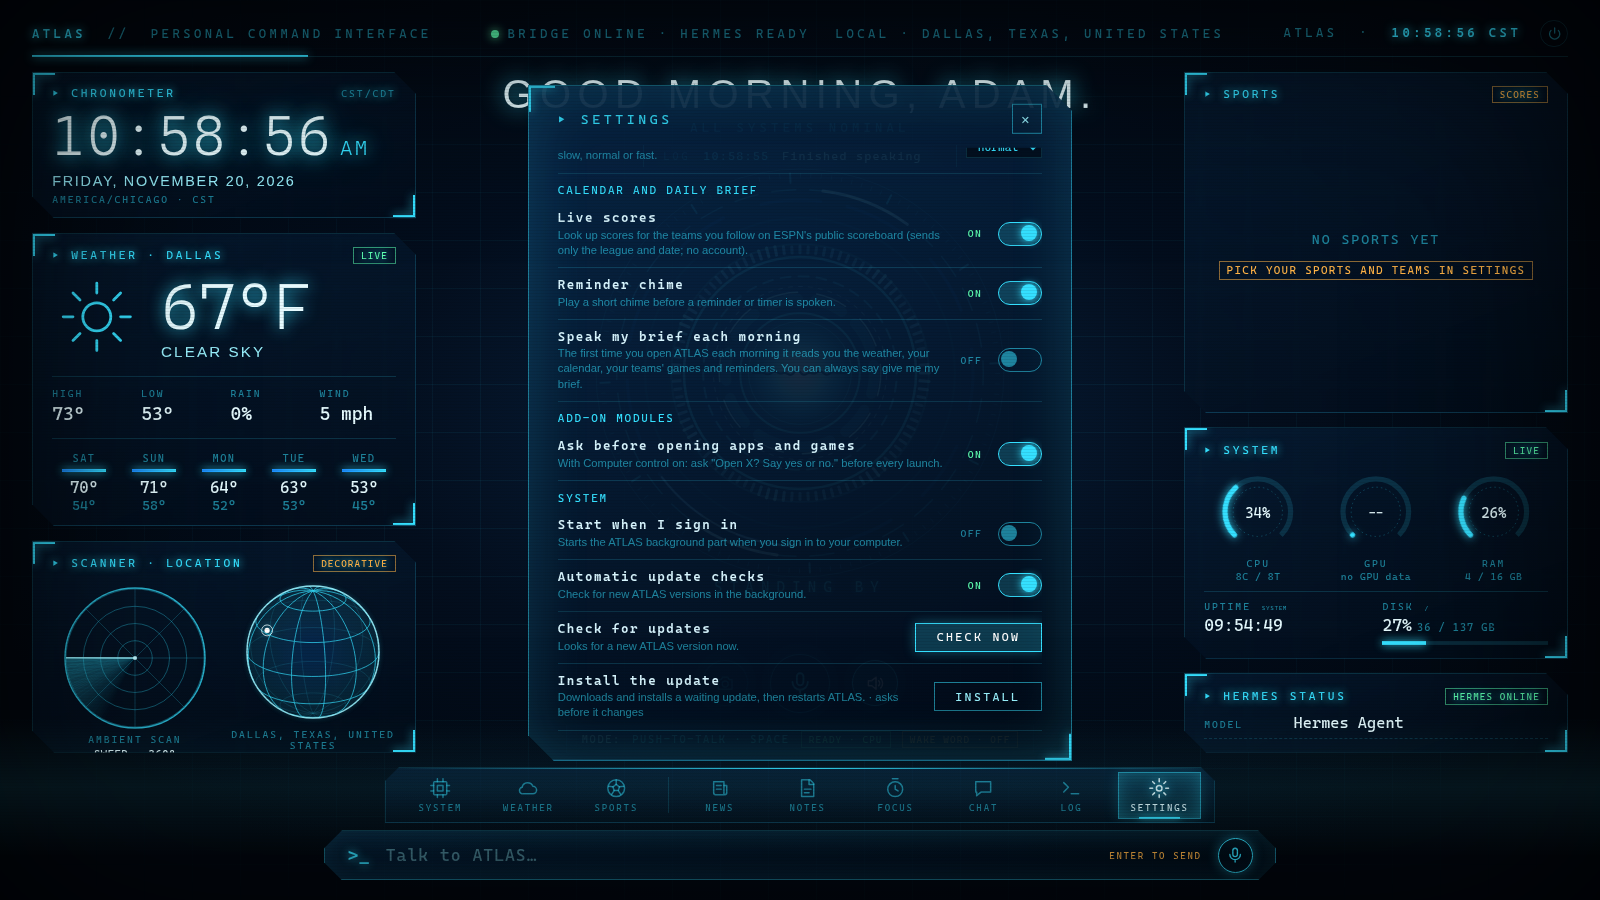 ATLAS // PERSONAL COMMAND INTERFACE
BRIDGE ONLINE · HERMES READY LOCAL · DALLAS, TEXAS, UNITED STATES
ATLAS · 10:58:56 CST
CHRONOMETER CST/CDT
10:58:56 AM
FRIDAY, NOVEMBER 20, 2026
AMERICA/CHICAGO · CST
WEATHER · DALLAS LIVE
67°F
CLEAR SKY
HIGH LOW RAIN WIND
73° 53° 0% 5 mph
SAT SUN MON TUE WED
70° 71° 64° 63° 53°
54° 58° 52° 53° 45°
SCANNER · LOCATION DECORATIVE
AMBIENT SCAN
DALLAS, TEXAS, UNITED
STATES
GOOD MORNING, ADAM.
SETTINGS ×
10:58:55 Finished speaking
slow, normal or fast. normal
CALENDAR AND DAILY BRIEF
Live scores
Look up scores for the teams you follow on ESPN's public scoreboard (sends
only the league and date; no account).
ON
Reminder chime
Play a short chime before a reminder or timer is spoken.
ON
Speak my brief each morning
The first time you open ATLAS each morning it reads you the weather, your
calendar, your teams' games and reminders. You can always say give me my
brief.
OFF
ADD-ON MODULES
Ask before opening apps and games
With Computer control on: ask "Open X? Say yes or no." before every launch.
ON
SYSTEM
Start when I sign in
Starts the ATLAS background part when you sign in to your computer.
OFF
Automatic update checks
Check for new ATLAS versions in the background.
ON
Check for updates
Looks for a new ATLAS version now.
CHECK NOW
Install the update
Downloads and installs a waiting update, then restarts ATLAS. · asks
before it changes
INSTALL
MODE: PUSH-TO-TALK · SPACE
SPORTS SCORES
NO SPORTS YET
PICK YOUR SPORTS AND TEAMS IN SETTINGS
SYSTEM LIVE
34% -- 26%
CPU GPU RAM
8C / 8T no GPU data 4 / 16 GB
UPTIME SYSTEM DISK /
09:54:49 27% 36 / 137 GB
HERMES STATUS HERMES ONLINE
MODEL Hermes Agent
SYSTEM WEATHER SPORTS NEWS NOTES FOCUS CHAT LOG SETTINGS
>_ Talk to ATLAS… ENTER TO SEND